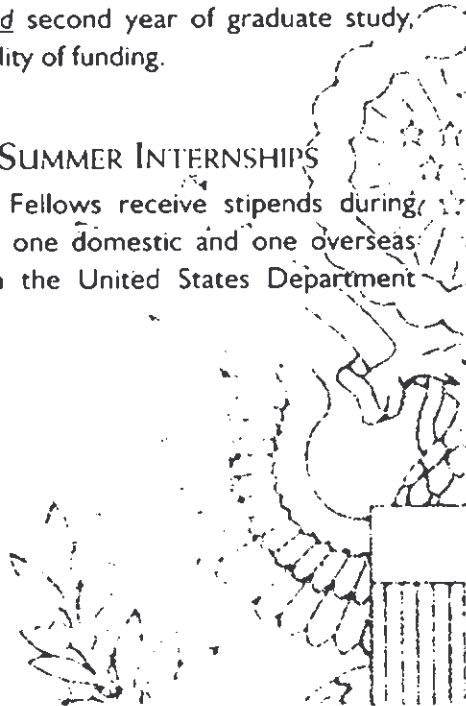 second year of graduate study,
of funding.
SUMMER INTERNSHIPS
Fellows receive stipends during
one domestic and one overseas
the United States Department